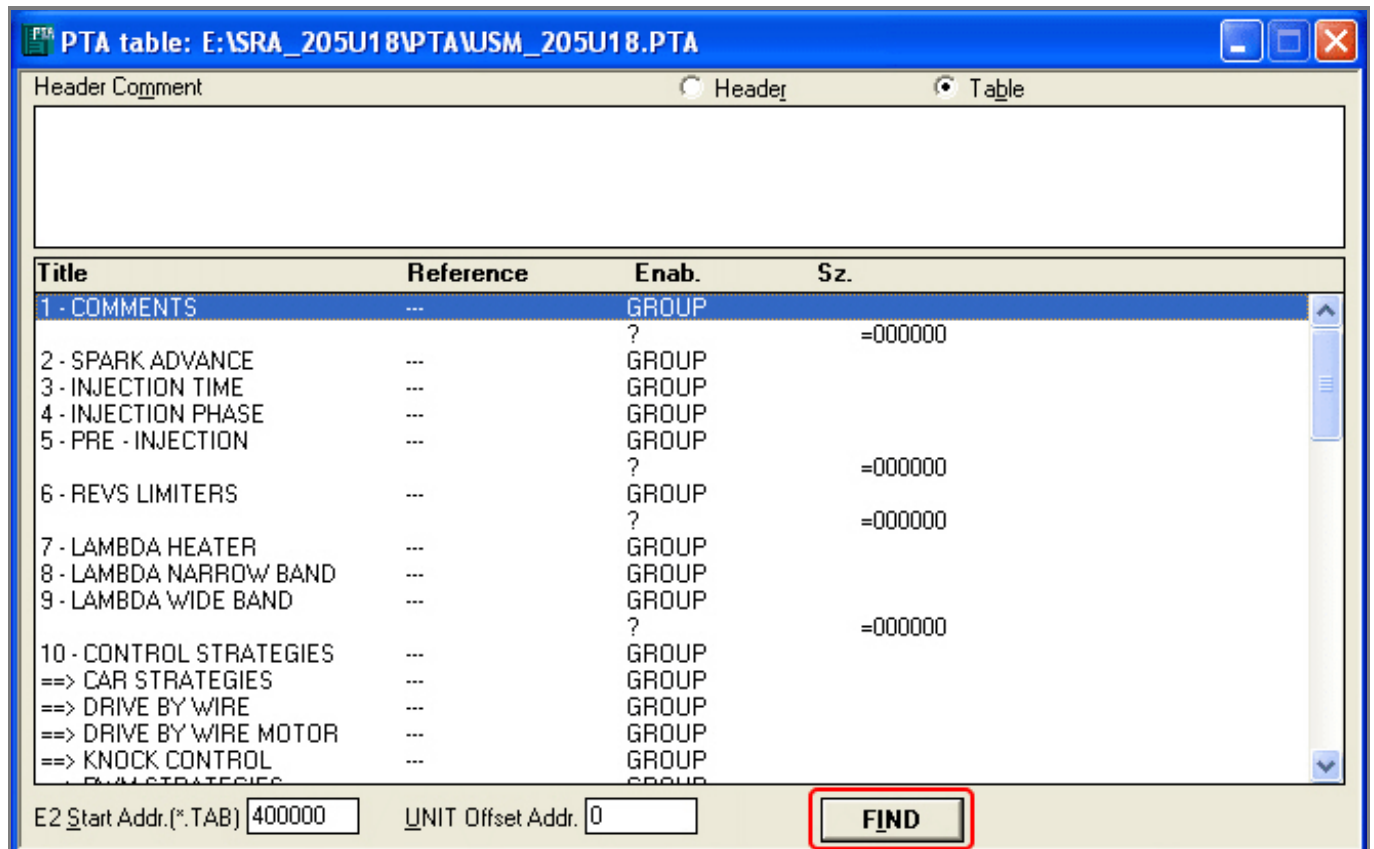 PTA table: E:\SRA_205U18\PTA\USM_205U18.PTA
Header Comment Header Table
Title Reference Enab. Sz.
1 - COMMENTS --- GROUP
? =000000
2 - SPARK ADVANCE --- GROUP
3 - INJECTION TIME --- GROUP
4 - INJECTION PHASE --- GROUP
5 - PRE - INJECTION --- GROUP
? =000000
6 - REVS LIMITERS --- GROUP
? =000000
7 - LAMBDA HEATER --- GROUP
8 - LAMBDA NARROW BAND --- GROUP
9 - LAMBDA WIDE BAND --- GROUP
? =000000
10 - CONTROL STRATEGIES --- GROUP
==> CAR STRATEGIES --- GROUP
==> DRIVE BY WIRE --- GROUP
==> DRIVE BY WIRE MOTOR --- GROUP
==> KNOCK CONTROL --- GROUP
==> PWM STRATEGIES --- GROUP
E2 Start Addr.(*.TAB) 400000 UNIT Offset Addr. 0 FIND